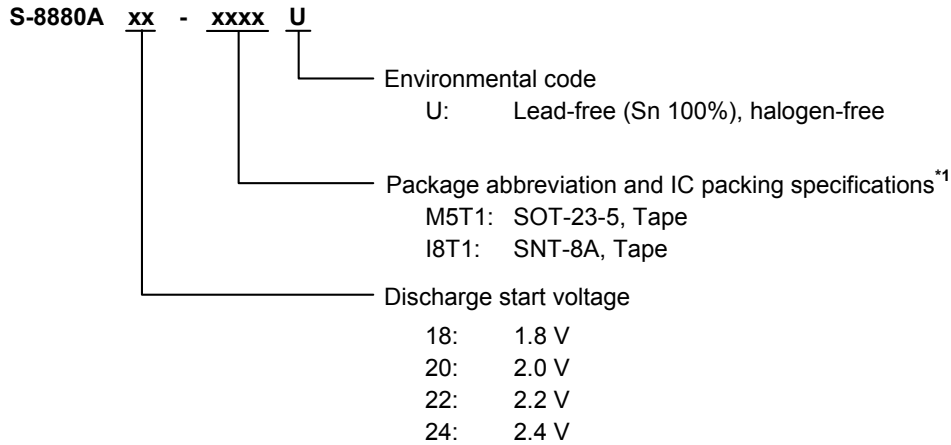 S-8880A xx - xxxx U
Environmental code
U: Lead-free (Sn 100%), halogen-free
Package abbreviation and IC packing specifications*1
M5T1: SOT-23-5, Tape
I8T1: SNT-8A, Tape
Discharge start voltage
18: 1.8 V
20: 2.0 V
22: 2.2 V
24: 2.4 V